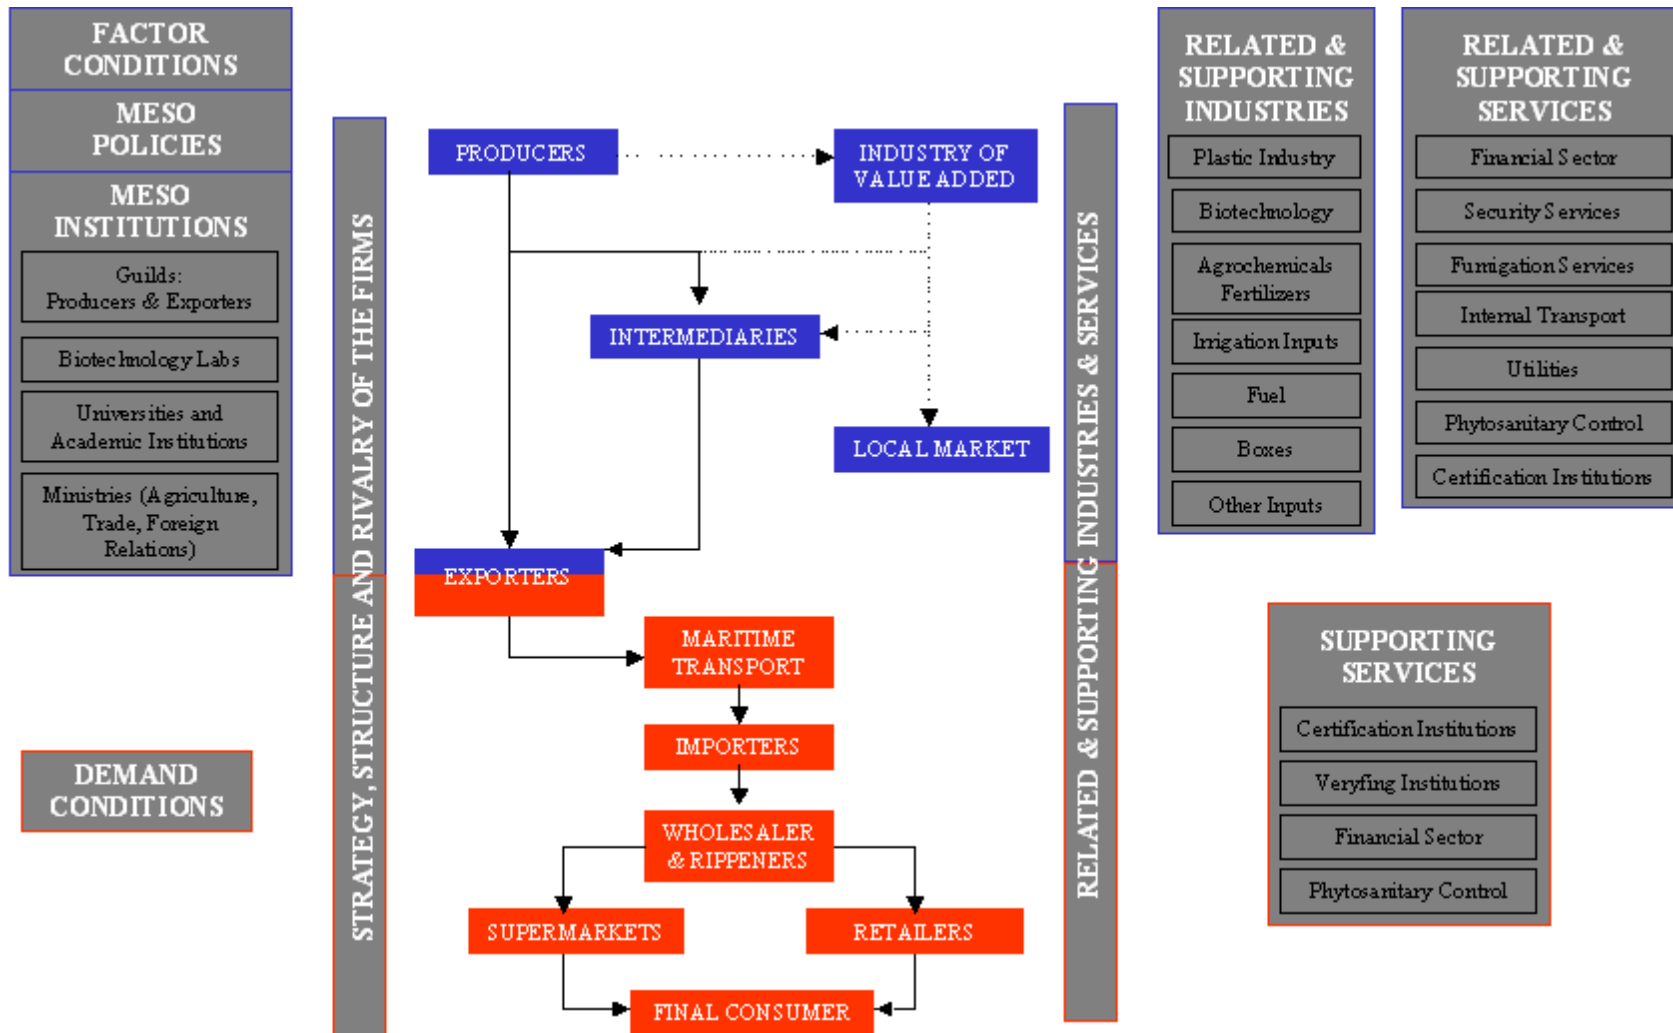 FACTOR
CONDITIONS
MESO
POLICIES
MESO
INSTITUTIONS
Guilds:
Producers & Exporters
Biotechnology Labs
Universities and
Academic Institutions
Ministries (Agriculture,
Trade, Foreign
Relations)
DEMAND
CONDITIONS
STRATEGY, STRUCTURE AND RIVALRY OF THE FIRMS
PRODUCERS
INDUSTRY OF
VALUE ADDED
INTERMEDIARIES
LOCAL MARKET
EXPORTERS
MARITIME
TRANSPORT
IMPORTERS
WHOLESALER
& RIPPENERS
SUPERMARKETS
RETAILERS
FINAL CONSUMER
RELATED & SUPPORTING INDUSTRIES & SERVICES
RELATED &
SUPPORTING
INDUSTRIES
Plastic Industry
Biotechnology
Agrochemicals
Fertilizers
Irrigation Inputs
Fuel
Boxes
Other Inputs
RELATED &
SUPPORTING
SERVICES
Financial Sector
Security Services
Fumigation Services
Internal Transport
Utilities
Phytosanitary Control
Certification Institutions
SUPPORTING
SERVICES
Certification Institutions
Veryfing Institutions
Financial Sector
Phytosanitary Control